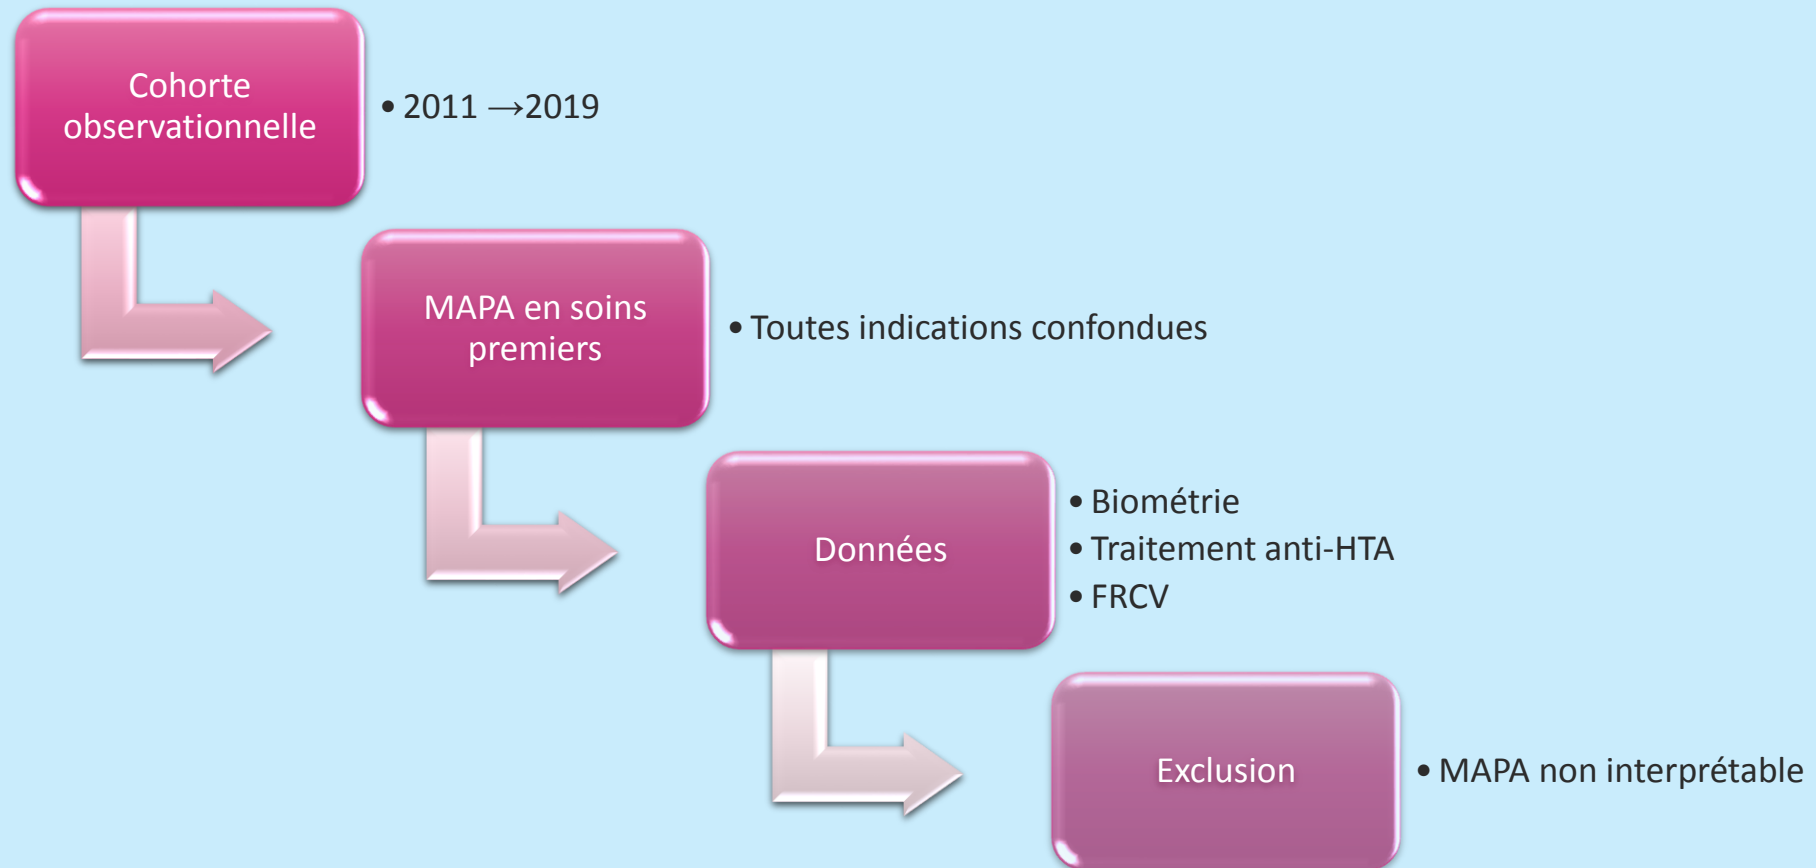 Cohorte
observationnelle
• 2011 →2019
MAPA en soins
premiers
• Toutes indications confondues
Données
• Biométrie
• Traitement anti-HTA
• FRCV
Exclusion
• MAPA non interprétable